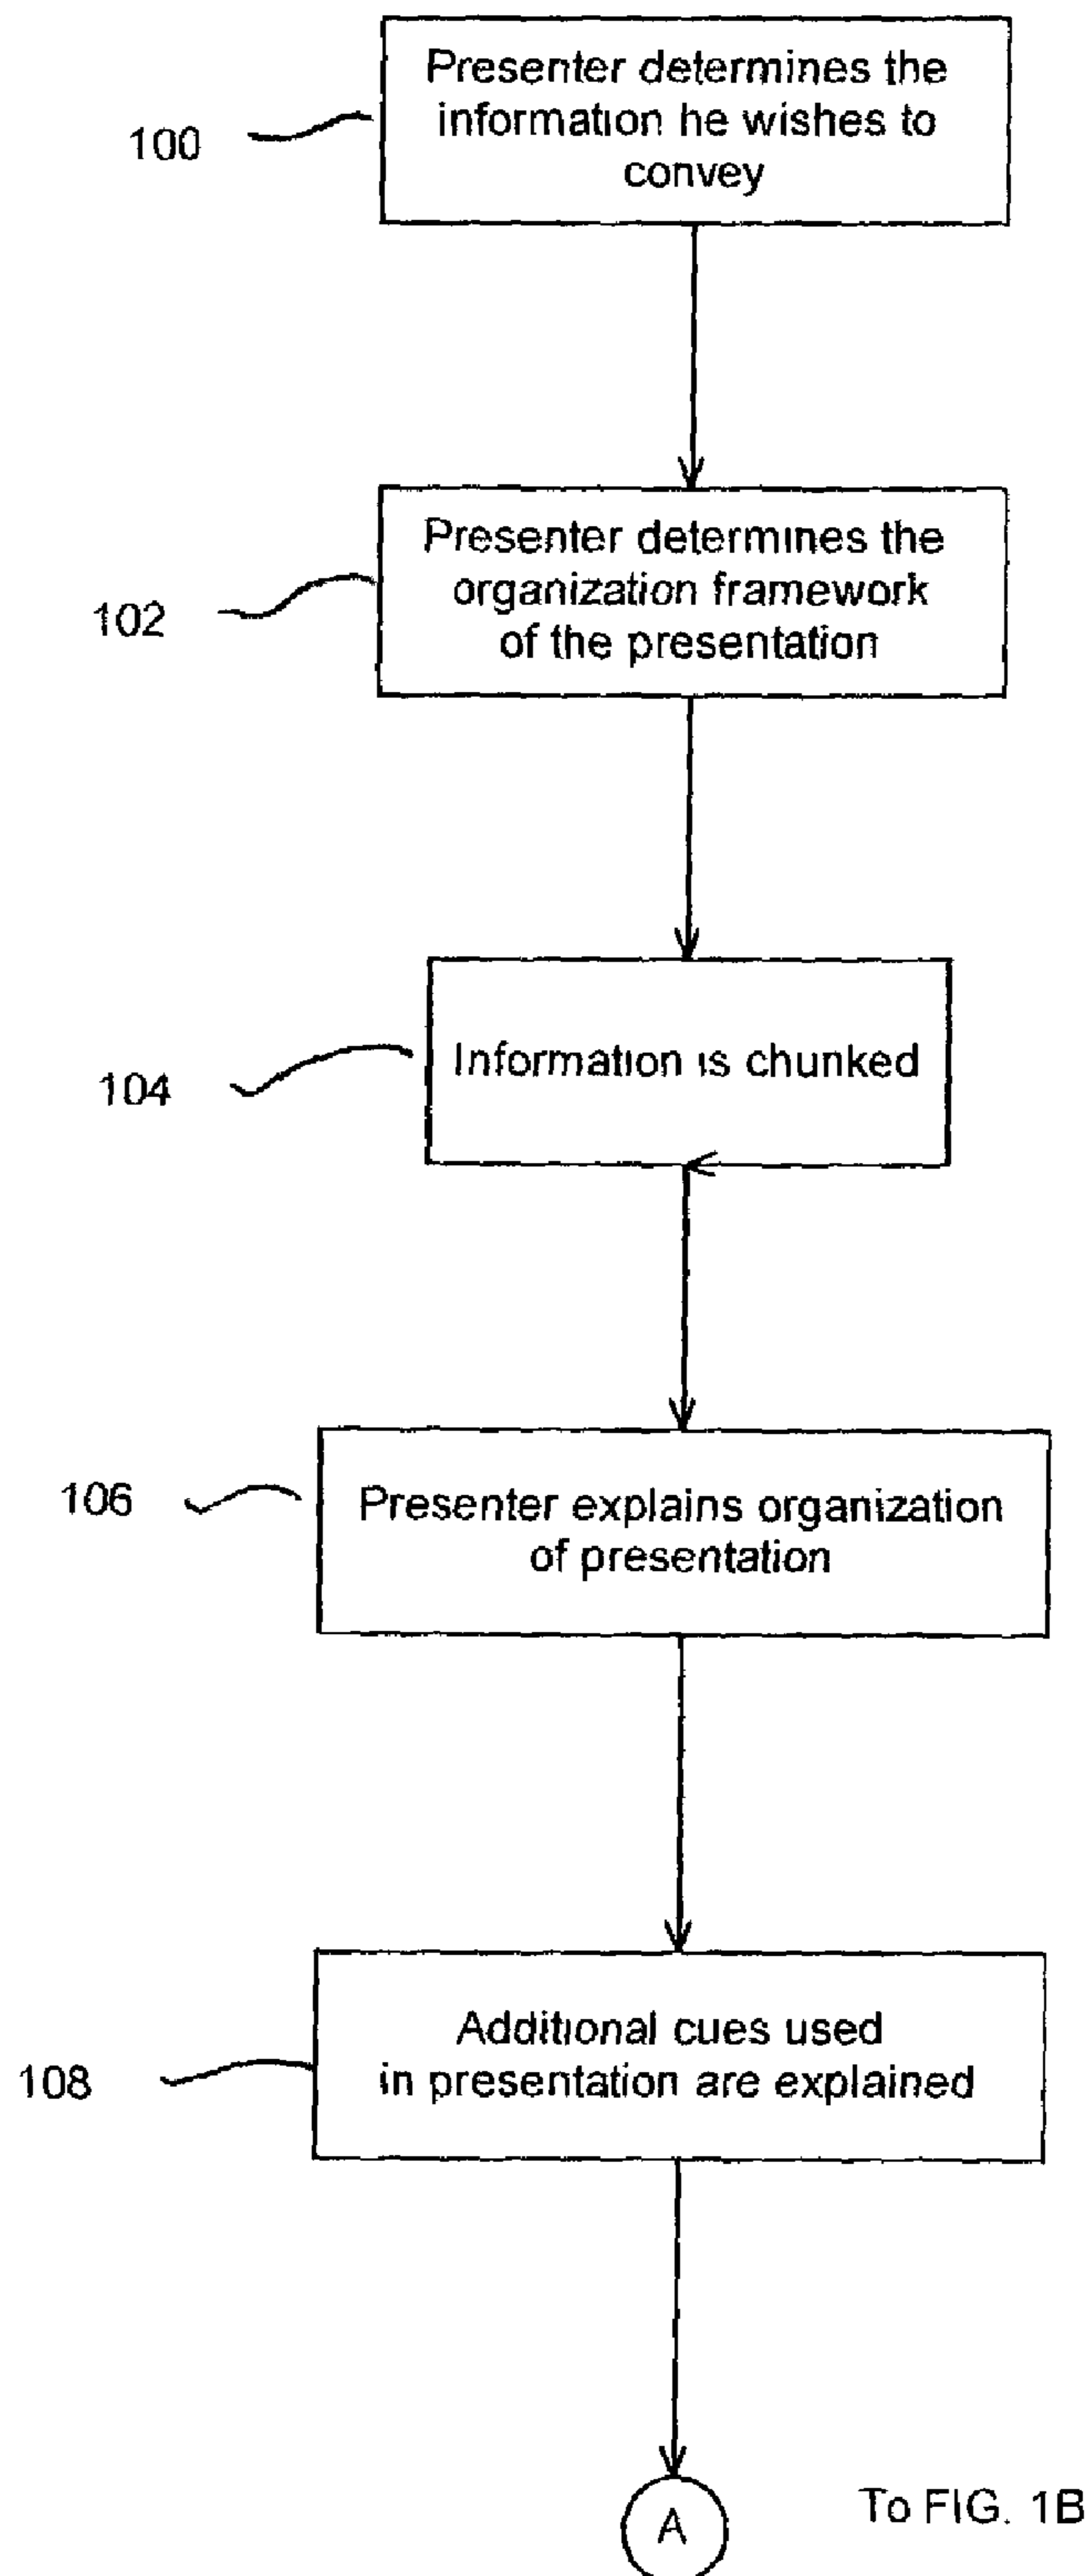 Presenter determines the
information he wishes to
convey
100
Presenter determines the
organization framework
of the presentation
102
Information is chunked
104
Presenter explains organization
of presentation
106
Additional cues used
in presentation are explained
108
A
To FIG. 1B